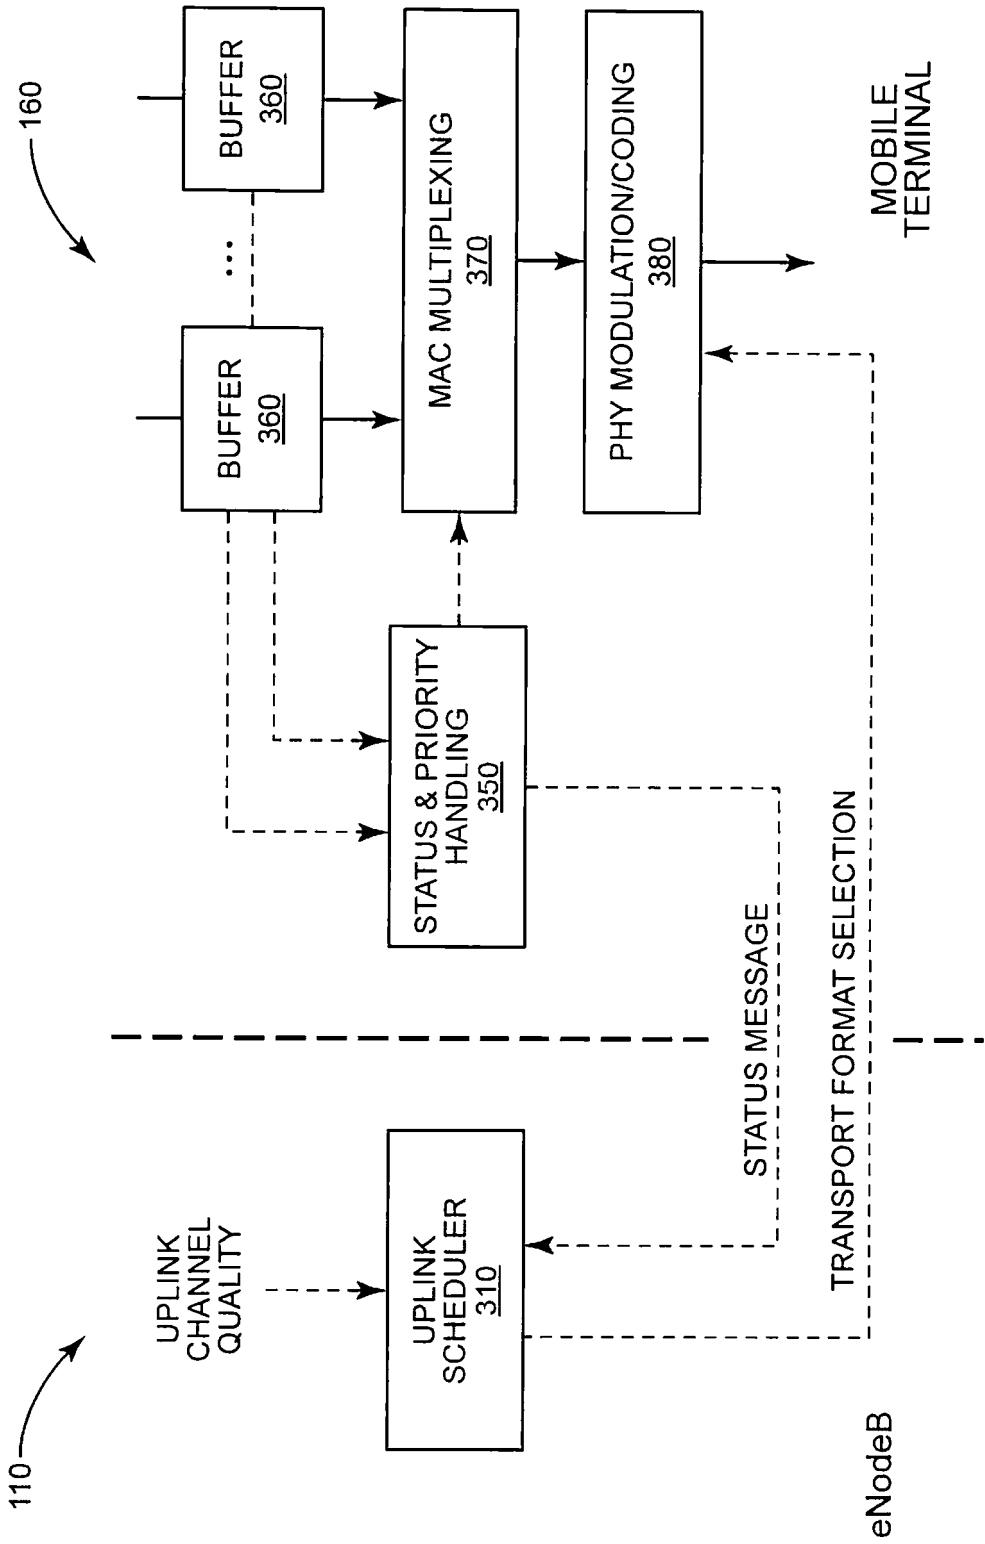 110
160
UPLINK
CHANNEL
QUALITY
UPLINK
SCHEDULER
310
STATUS & PRIORITY
HANDLING
350
BUFFER
360
...
BUFFER
360
MAC MULTIPLEXING
370
PHY MODULATION/CODING
380
STATUS MESSAGE
TRANSPORT FORMAT SELECTION
eNodeB
MOBILE
TERMINAL